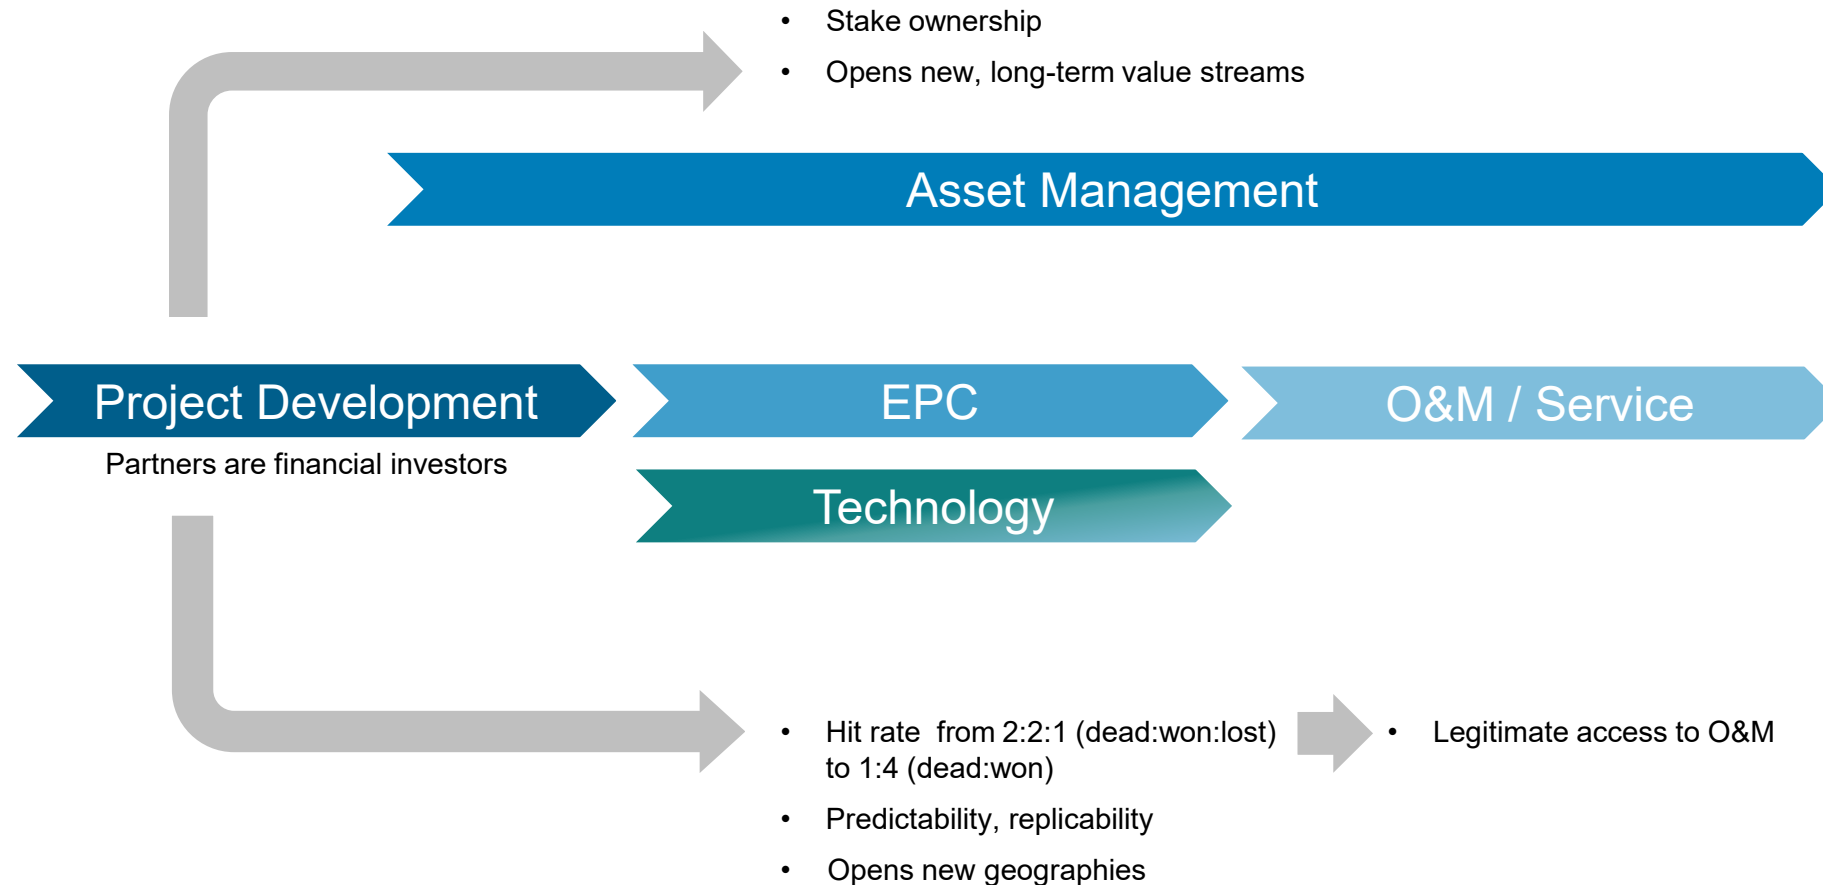 • Stake ownership
• Opens new, long-term value streams
Asset Management
Project Development
EPC
O&M / Service
Partners are financial investors
Technology
• Hit rate  from 2:2:1 (dead:won:lost)
to 1:4 (dead:won)
• Legitimate access to O&M
• Predictability, replicability
• Opens new geographies